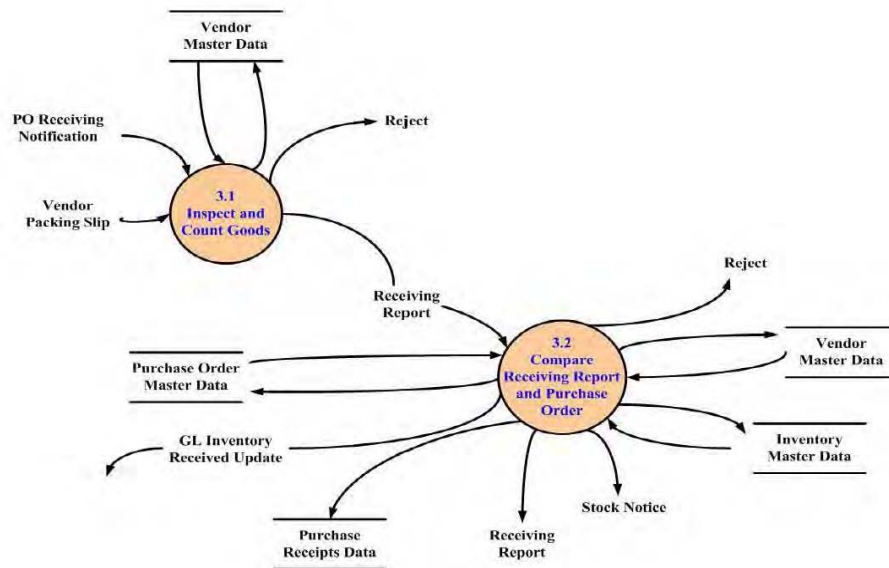 Vendor
Master Data
PO Receiving
Notification
Reject
3.1
Inspect and
Count Goods
Vendor
Packing Slip
Receiving
Report
Reject
3.2
Compare
Receiving Report
and Purchase
Order
Vendor
Master Data
Purchase Order
Master Data
GL Inventory
Received Update
Inventory
Master Data
Stock Notice
Purchase
Receipts Data
Receiving
Report